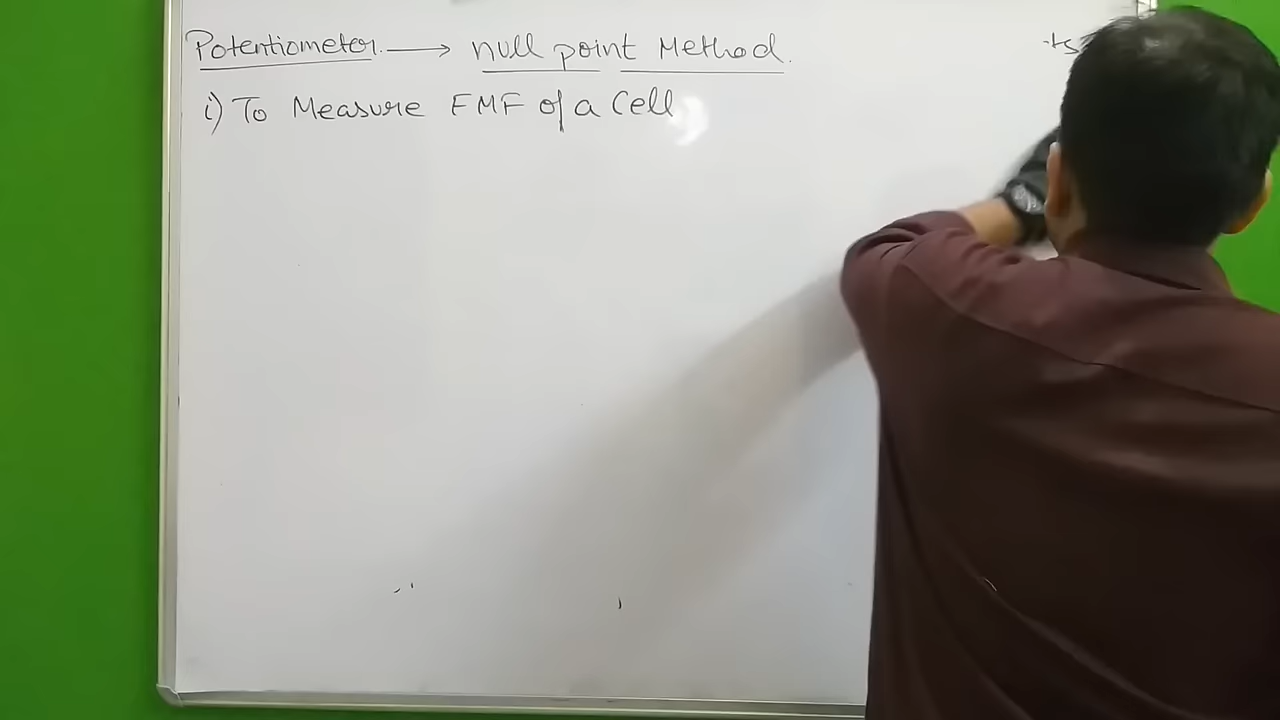 Potentiometer. → Null point Method.
i) To Measure EMF of a Cell